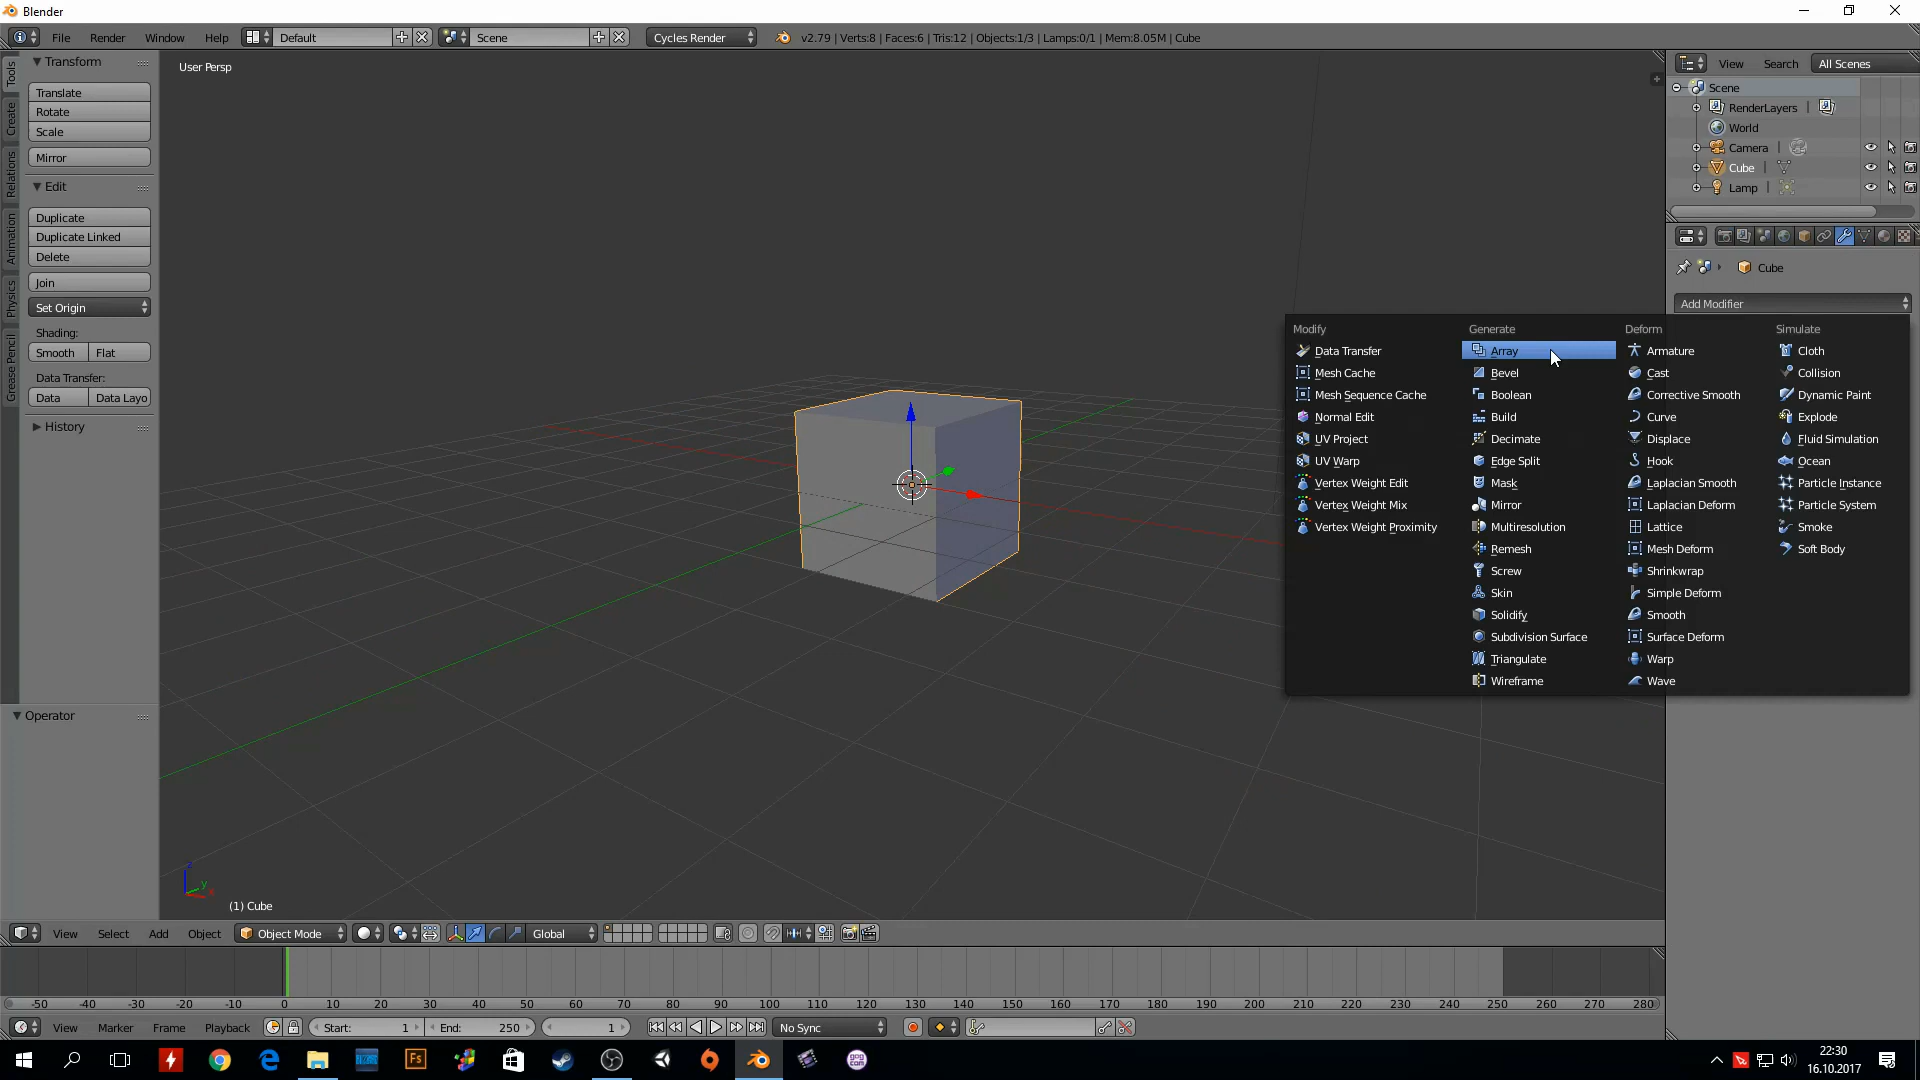 Blender
File Render Window Help Default Scene Cycles Render v2.79 | Verts:8 | Faces:6 | Tris:12 | Objects:1/3 | Lamps:0/1 | Mem:8.05M | Cube
Tools
Create
Relations
Animation
Physics
Grease Pencil
Transform
Translate
Rotate
Scale
Mirror
Edit
Duplicate
Duplicate Linked
Delete
Join
Set Origin
Shading:
Smooth Flat
Data Transfer:
Data Data Layo
History
Operator
User Persp
z
y
x
(1) Cube
View Search All Scenes
Scene
RenderLayers |
World
Camera |
Cube |
Lamp |
Cube
Add Modifier
Modify
Data Transfer
Mesh Cache
Mesh Sequence Cache
Normal Edit
UV Project
UV Warp
Vertex Weight Edit
Vertex Weight Mix
Vertex Weight Proximity
Generate
Array
Bevel
Boolean
Build
Decimate
Edge Split
Mask
Mirror
Multiresolution
Remesh
Screw
Skin
Solidify
Subdivision Surface
Triangulate
Wireframe
Deform
Armature
Cast
Corrective Smooth
Curve
Displace
Hook
Laplacian Smooth
Laplacian Deform
Lattice
Mesh Deform
Shrinkwrap
Simple Deform
Smooth
Surface Deform
Warp
Wave
Simulate
Cloth
Collision
Dynamic Paint
Explode
Fluid Simulation
Ocean
Particle Instance
Particle System
Smoke
Soft Body
View Select Add Object Object Mode Global
-50 -40 -30 -20 -10 0 10 20 30 40 50 60 70 80 90 100 110 120 130 140 150 160 170 180 190 200 210 220 230 240 250 260 270 280
View Marker Frame Playback Start: 1 End: 250 1 No Sync
Fs
gog.com
22:30
16.10.2017